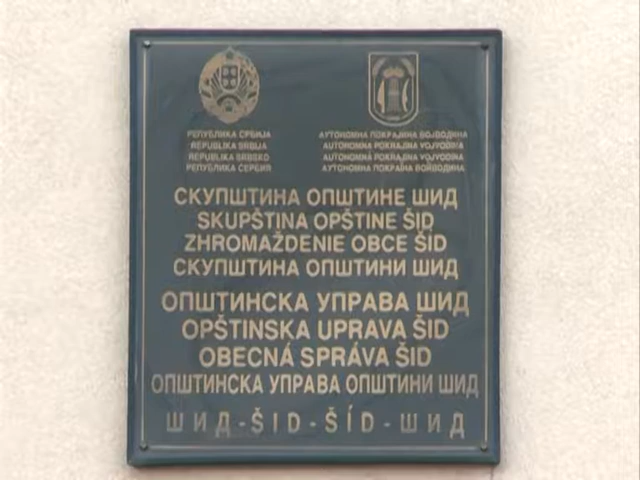 РЕПУБЛИКА СРБИЈА
REPUBLIKA SRBIJA
REPUBLIKA SRBSKO
РЕПУБЛИКА СЕРБИЯ
АУТОНОМНА ПОКРАЈИНА ВОЈВОДИНА
AUTONOMNA POKRAJINA VOJVODINA
AUTONOMNA POKRAJINA VOJVODINA
АУТОНОМНА ПОКРАЇНА ВОЙВОДИНА
СКУПШТИНА ОПШТИНЕ ШИД
SKUPŠTINA OPŠTINE ŠID
ZHROMAŽDENIE OBCE ŠID
СКУПШТИНА ОПШТИНИ ШИД
ОПШТИНСКА УПРАВА ШИД
OPŠTINSKA UPRAVA ŠID
OBECNÁ SPRÁVA ŠID
ОПШТИНСКА УПРАВА ОПШТИНИ ШИД
ШИД-ŠID-ŠÍD-ШИД